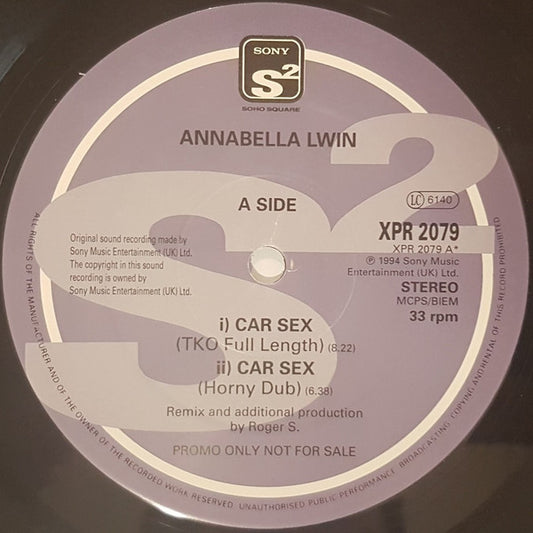 SONY
S2
SOHO SQUARE
ANNABELLA LWIN
A SIDE
LC 6140
XPR 2079
XPR 2079 A*
℗ 1994 Sony Music
Entertainment (UK) Ltd.
STEREO
MCPS/BIEM
33 rpm
Original sound recording made by
Sony Music Entertainment (UK) Ltd.
The copyright in this sound
recording is owned by
Sony Music Entertainment (UK) Ltd.
i) CAR SEX
(TKO Full Length) (8.22)
ii) CAR SEX
(Horny Dub) (6.38)
Remix and additional production
by Roger S.
PROMO ONLY NOT FOR SALE
ALL RIGHTS OF THE MANUFACTURER AND OF THE OWNER OF THE RECORDED WORK RESERVED. UNAUTHORISED PUBLIC PERFORMANCE BROADCASTING COPYING AND RENTAL OF THIS RECORD PROHIBITED
S2